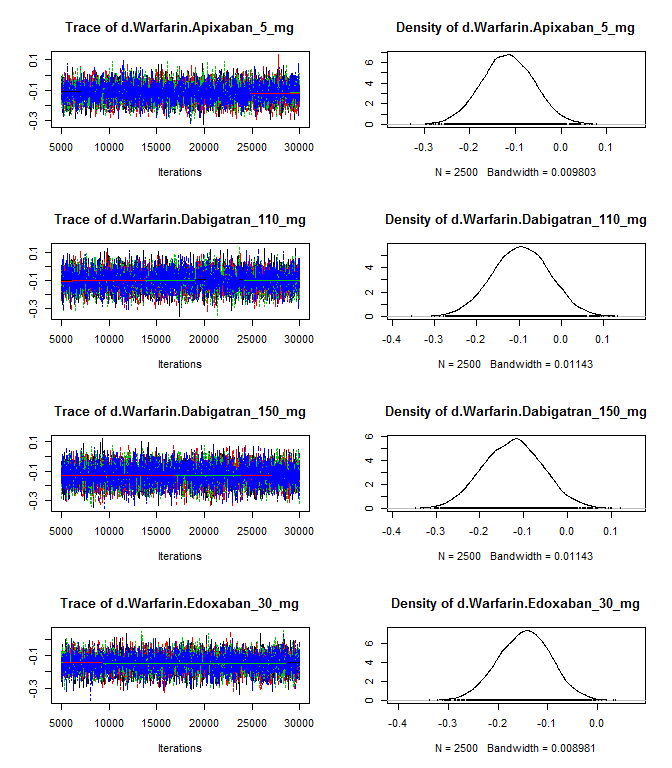 Trace of d.Warfarin.Apixaban_5_mg
0.1
-0.1
-0.3
5000 10000 15000 20000 25000 30000
Iterations
Density of d.Warfarin.Apixaban_5_mg
6
4
2
0
-0.3 -0.2 -0.1 0.0 0.1
N = 2500 Bandwidth = 0.009803
Trace of d.Warfarin.Dabigatran_110_mg
0.1
-0.1
-0.3
5000 10000 15000 20000 25000 30000
Iterations
Density of d.Warfarin.Dabigatran_110_mg
4
2
0
-0.4 -0.3 -0.2 -0.1 0.0 0.1
N = 2500 Bandwidth = 0.01143
Trace of d.Warfarin.Dabigatran_150_mg
0.1
-0.1
-0.3
5000 10000 15000 20000 25000 30000
Iterations
Density of d.Warfarin.Dabigatran_150_mg
6
4
2
0
-0.4 -0.3 -0.2 -0.1 0.0 0.1
N = 2500 Bandwidth = 0.01143
Trace of d.Warfarin.Edoxaban_30_mg
-0.1
-0.3
5000 10000 15000 20000 25000 30000
Iterations
Density of d.Warfarin.Edoxaban_30_mg
6
4
2
0
-0.4 -0.3 -0.2 -0.1 0.0
N = 2500 Bandwidth = 0.008981